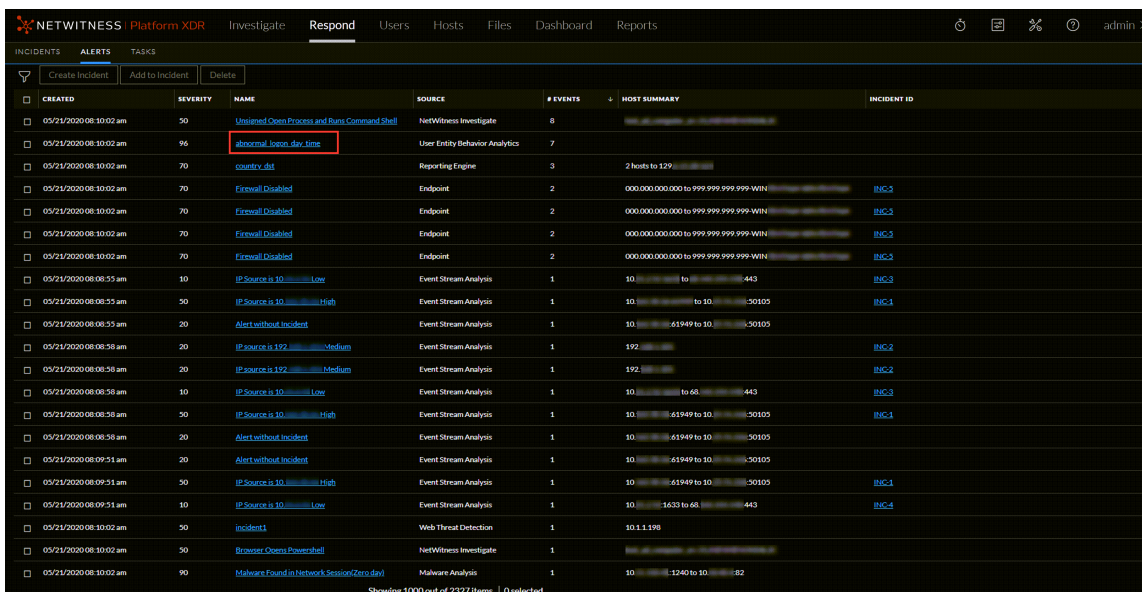 NETWITNESS Platform XDR Investigate Respond Users Hosts Files Dashboard Reports admin
INCIDENTS ALERTS TASKS
Create Incident Add to Incident Delete
CREATED SEVERITY NAME SOURCE # EVENTS ↓ HOST SUMMARY INCIDENT ID
05/21/2020 08:10:02 am 50 Unsigned Open Process and Runs Command Shell NetWitness Investigate 8
05/21/2020 08:10:02 am 96 abnormal_logon_day_time User Entity Behavior Analytics 7
05/21/2020 08:10:02 am 70 country_dst Reporting Engine 3 2 hosts to 129.
05/21/2020 08:10:02 am 70 Firewall Disabled Endpoint 2 000.000.000.000 to 999.999.999.999-WIN INC-5
05/21/2020 08:10:02 am 70 Firewall Disabled Endpoint 2 000.000.000.000 to 999.999.999.999-WIN INC-5
05/21/2020 08:10:02 am 70 Firewall Disabled Endpoint 2 000.000.000.000 to 999.999.999.999-WIN INC-5
05/21/2020 08:10:02 am 70 Firewall Disabled Endpoint 2 000.000.000.000 to 999.999.999.999-WIN INC-5
05/21/2020 08:08:55 am 10 IP Source is 10. Low Event Stream Analysis 1 10. to 443 INC-3
05/21/2020 08:08:55 am 50 IP Source is 10. High Event Stream Analysis 1 10. to 10. :50105 INC-1
05/21/2020 08:08:55 am 20 Alert without Incident Event Stream Analysis 1 10. :61949 to 10. :50105
05/21/2020 08:08:58 am 20 IP source is 192. Medium Event Stream Analysis 1 192. INC-2
05/21/2020 08:08:58 am 20 IP source is 192 Medium Event Stream Analysis 1 192. INC-2
05/21/2020 08:08:58 am 10 IP Source is 10 Low Event Stream Analysis 1 10. to 68. 443 INC-3
05/21/2020 08:08:58 am 50 IP Source is 10. High Event Stream Analysis 1 10. :61949 to 10. :50105 INC-1
05/21/2020 08:08:58 am 20 Alert without Incident Event Stream Analysis 1 10. :61949 to 10 50105
05/21/2020 08:09:51 am 20 Alert without Incident Event Stream Analysis 1 10. :61949 to 10. :50105
05/21/2020 08:09:51 am 50 IP Source is 10. High Event Stream Analysis 1 10 :61949 to 10. :50105 INC-1
05/21/2020 08:09:51 am 10 IP Source is 10. Low Event Stream Analysis 1 10. :1633 to 68. 443 INC-4
05/21/2020 08:10:02 am 50 incident1 Web Threat Detection 1 10.1.1.198
05/21/2020 08:10:02 am 50 Browser Opens Powershell NetWitness Investigate 1
05/21/2020 08:10:02 am 90 Malware Found in Network Session(Zero day) Malware Analysis 1 10. :1240 to 10. :82
Showing 1000 out of 2327 items | 0 selected